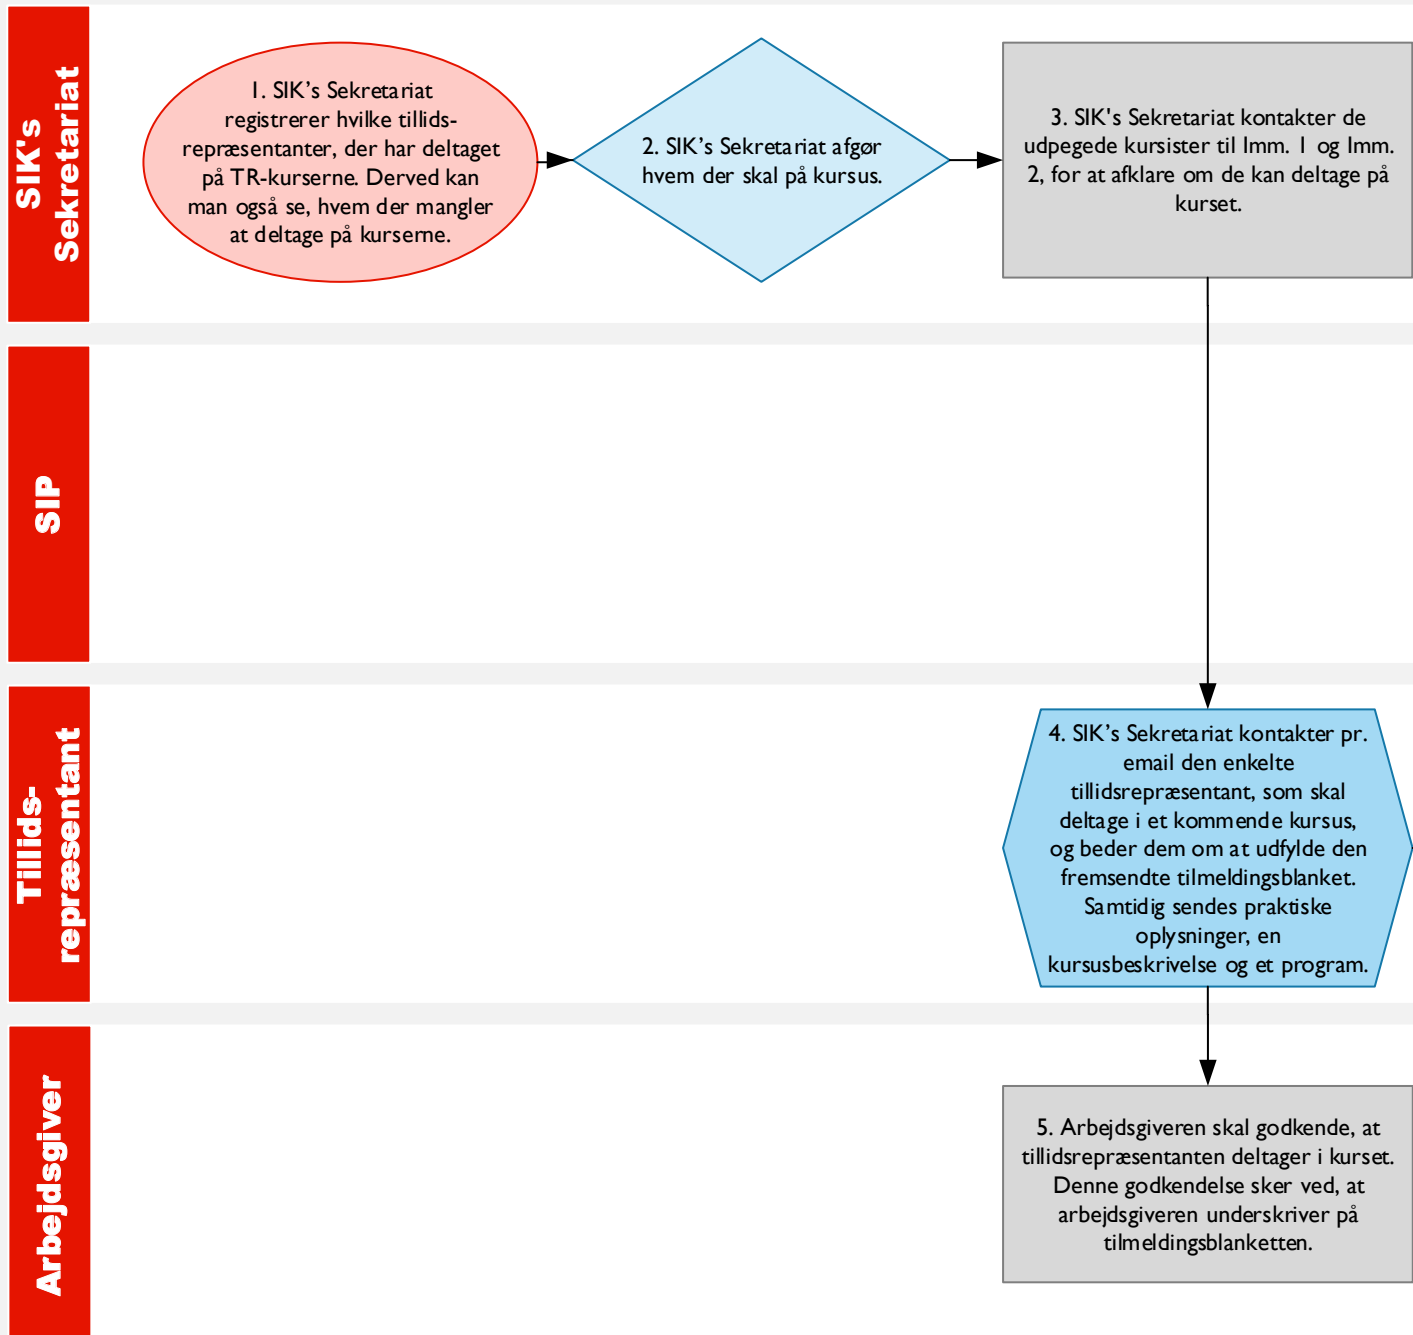 SIK's
Sekretariat
1. SIK's Sekretariat
registrerer hvilke tillids-
repræsentanter, der har deltaget
på TR-kurserne. Derved kan
man også se, hvem der mangler
at deltage på kurserne.
2. SIK's Sekretariat afgør
hvem der skal på kursus.
3. SIK's Sekretariat kontakter de
udpegede kursister til Imm. 1 og Imm.
2, for at afklare om de kan deltage på
kurset.
SIP
Tillids-
repræsentant
4. SIK's Sekretariat kontakter pr.
email den enkelte
tillidsrepræsentant, som skal
deltage i et kommende kursus,
og beder dem om at udfylde den
fremsendte tilmeldingsblanket.
Samtidig sendes praktiske
oplysninger, en
kursusbeskrivelse og et program.
Arbejdsgiver
5. Arbejdsgiveren skal godkende, at
tillidsrepræsentanten deltager i kurset.
Denne godkendelse sker ved, at
arbejdsgiveren underskriver på
tilmeldingsblanketten.